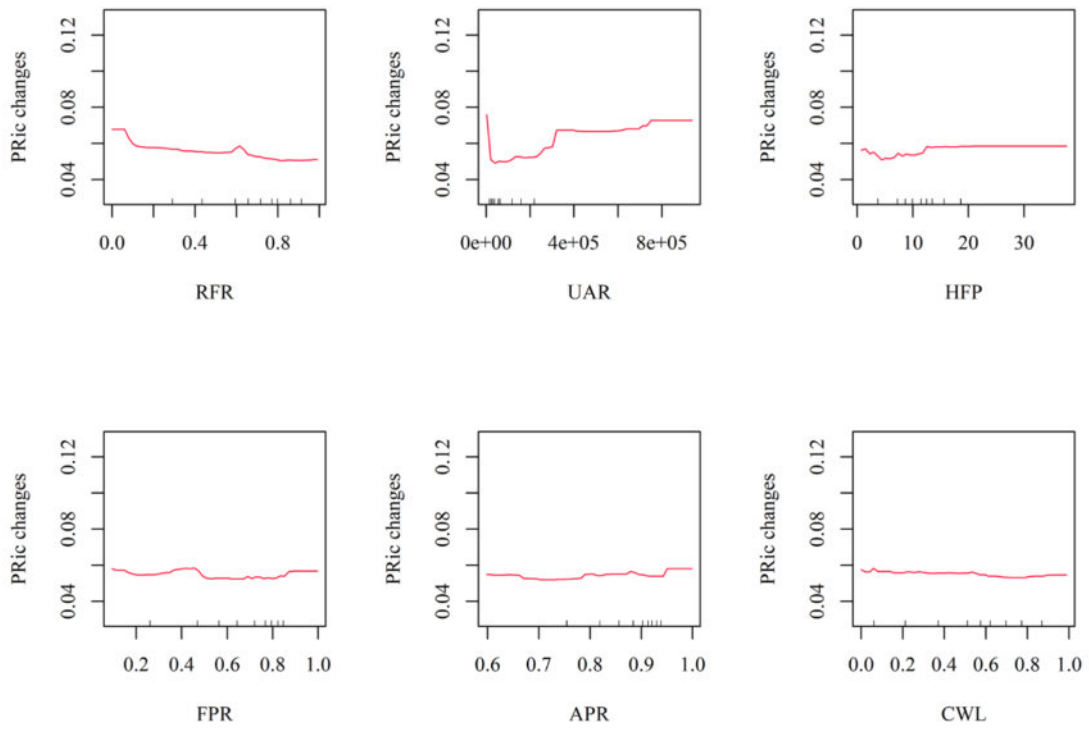 PRic changes
0.04 0.08 0.12
0.0 0.4 0.8
RFR
PRic changes
0.04 0.08 0.12
0e+00 4e+05 8e+05
UAR
PRic changes
0.04 0.08 0.12
0 10 20 30
HFP
PRic changes
0.04 0.08 0.12
0.2 0.4 0.6 0.8 1.0
FPR
PRic changes
0.04 0.08 0.12
0.6 0.7 0.8 0.9 1.0
APR
PRic changes
0.04 0.08 0.12
0.0 0.2 0.4 0.6 0.8 1.0
CWL